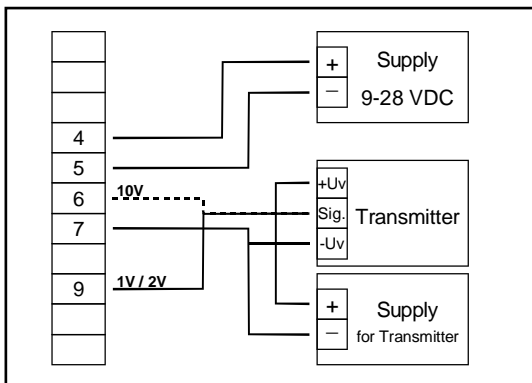 4
5
6
7
9
10V
1V / 2V
+
–
Supply
9-28 VDC
+Uv
Sig.
-Uv
Transmitter
+
–
Supply
for Transmitter